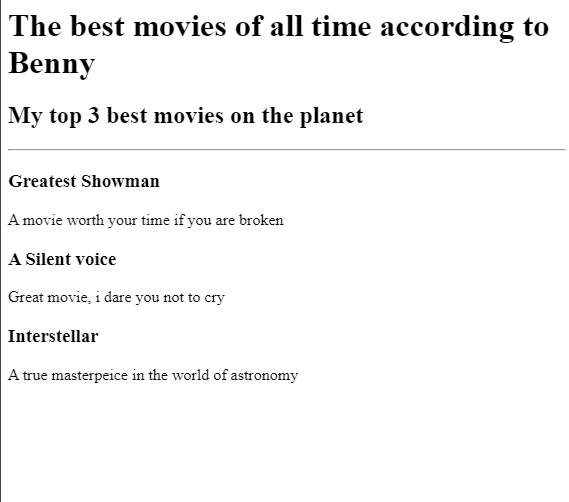 The best movies of all time according to
Benny
My top 3 best movies on the planet
Greatest Showman
A movie worth your time if you are broken
A Silent voice
Great movie, i dare you not to cry
Interstellar
A true masterpeice in the world of astronomy